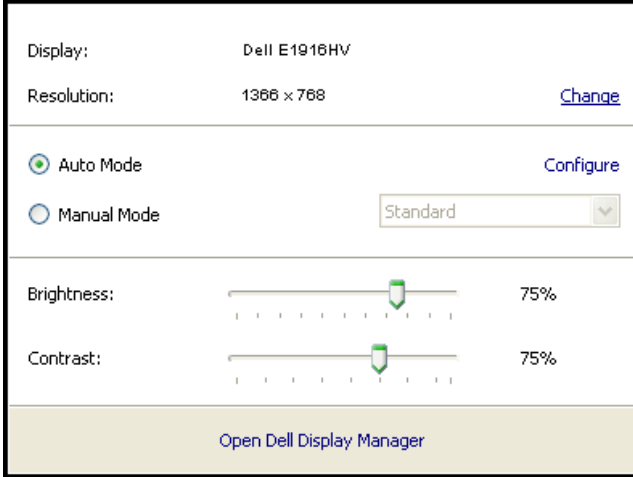 Display: Dell E1916HV
Resolution: 1366 x 768 Change
Auto Mode Configure
Manual Mode Standard
Brightness: 75%
Contrast: 75%
Open Dell Display Manager